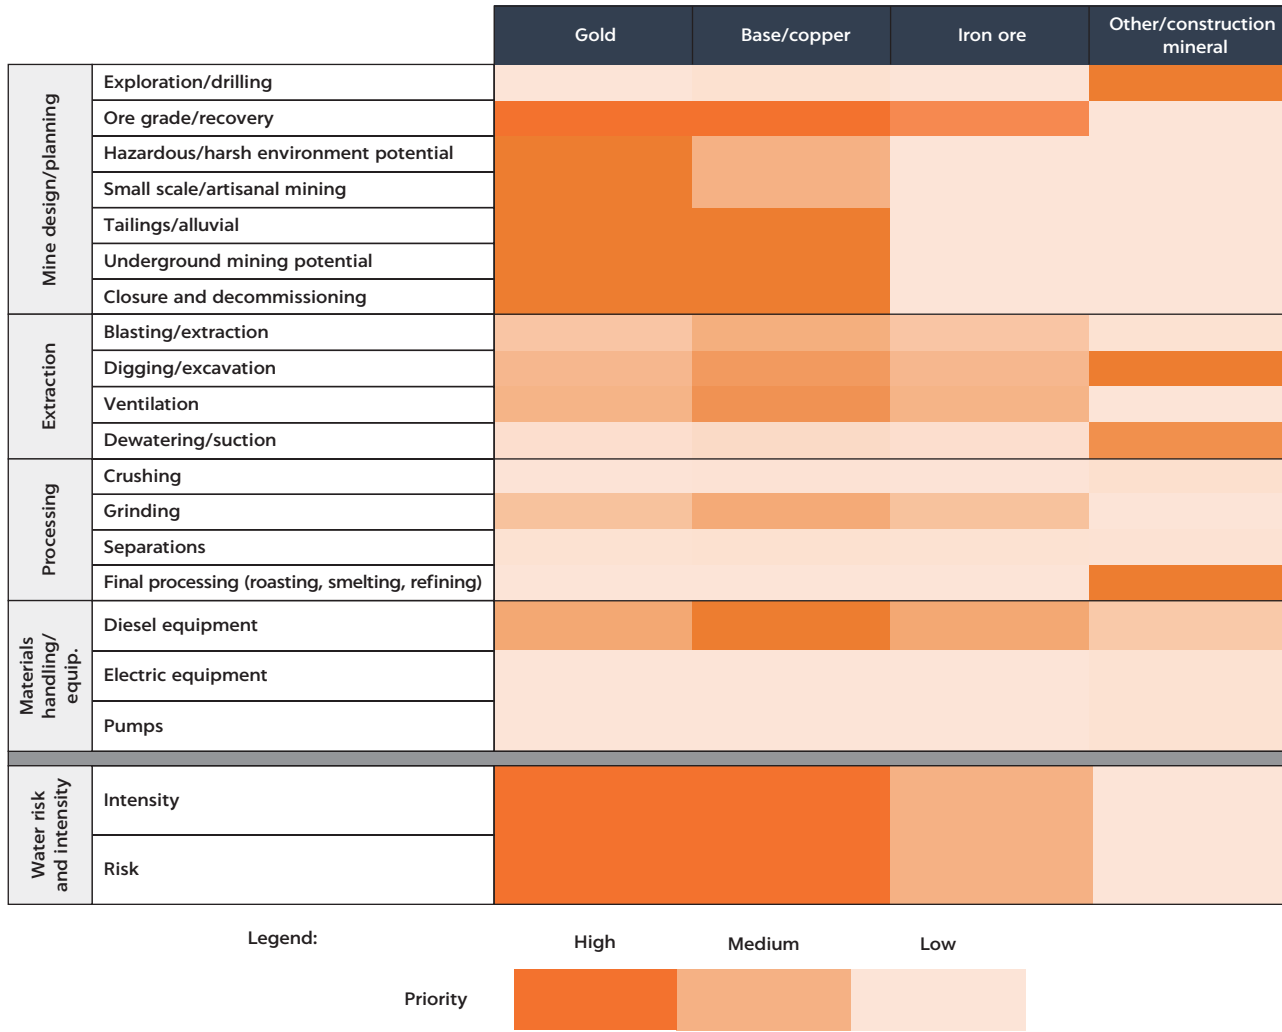 Gold
Base/copper
Iron ore
Other/construction
mineral
Mine design/planning
Exploration/drilling
Ore grade/recovery
Hazardous/harsh environment potential
Small scale/artisanal mining
Tailings/alluvial
Underground mining potential
Closure and decommissioning
Extraction
Blasting/extraction
Digging/excavation
Ventilation
Dewatering/suction
Processing
Crushing
Grinding
Separations
Final processing (roasting, smelting, refining)
Materials
handling/
equip.
Diesel equipment
Electric equipment
Pumps
Water risk
and intensity
Intensity
Risk
Legend:
High
Medium
Low
Priority